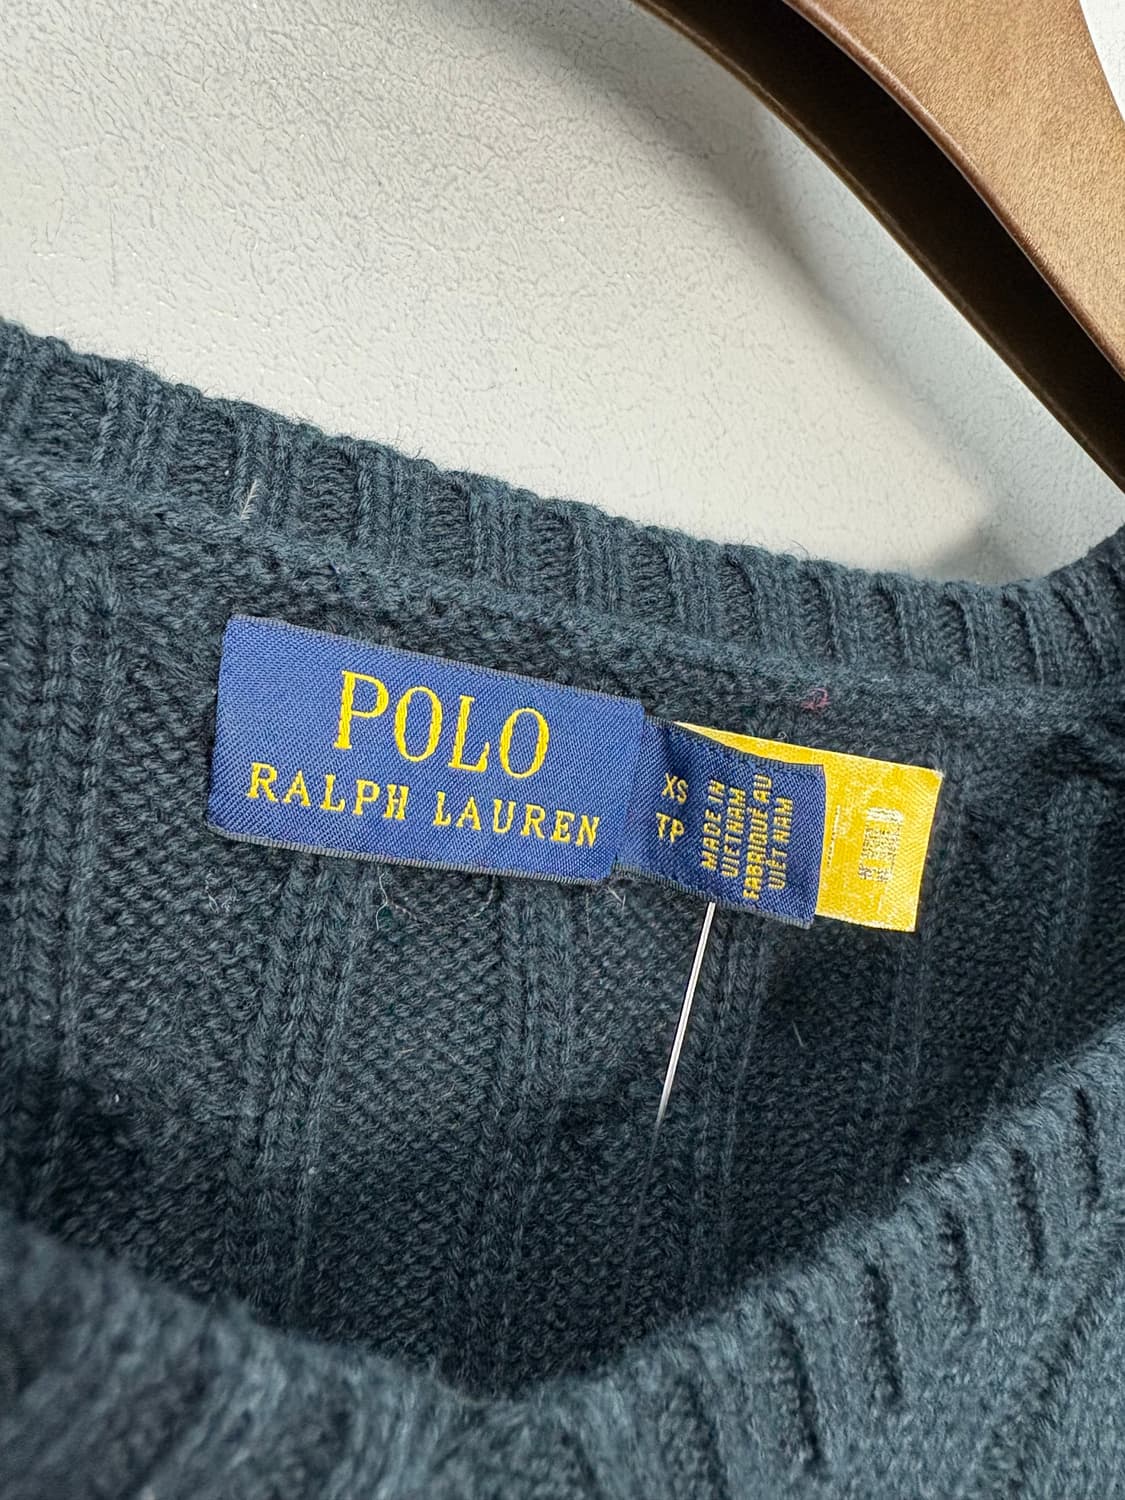 POLO
RALPH LAUREN
XS
TP
MADE IN
VIETNAM
FABRIQUÉ AU
VIET NAM